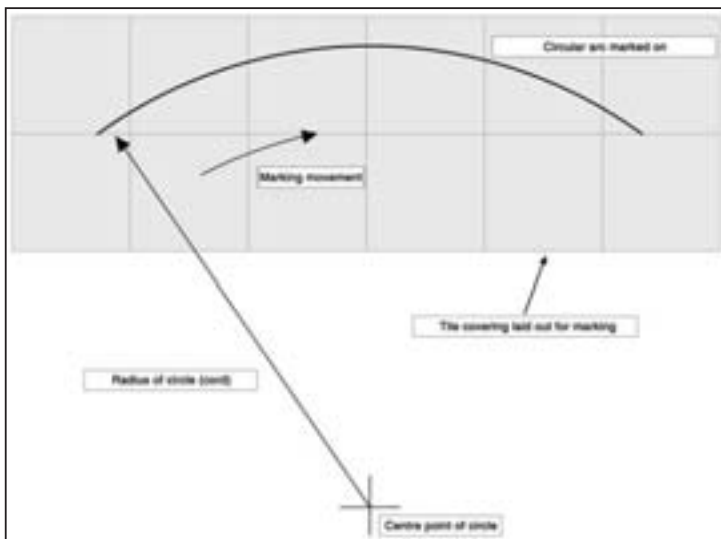 Circular arc marked on
Marking movement
Tile covering laid out for marking
Radius of circle (cord)
Centre point of circle